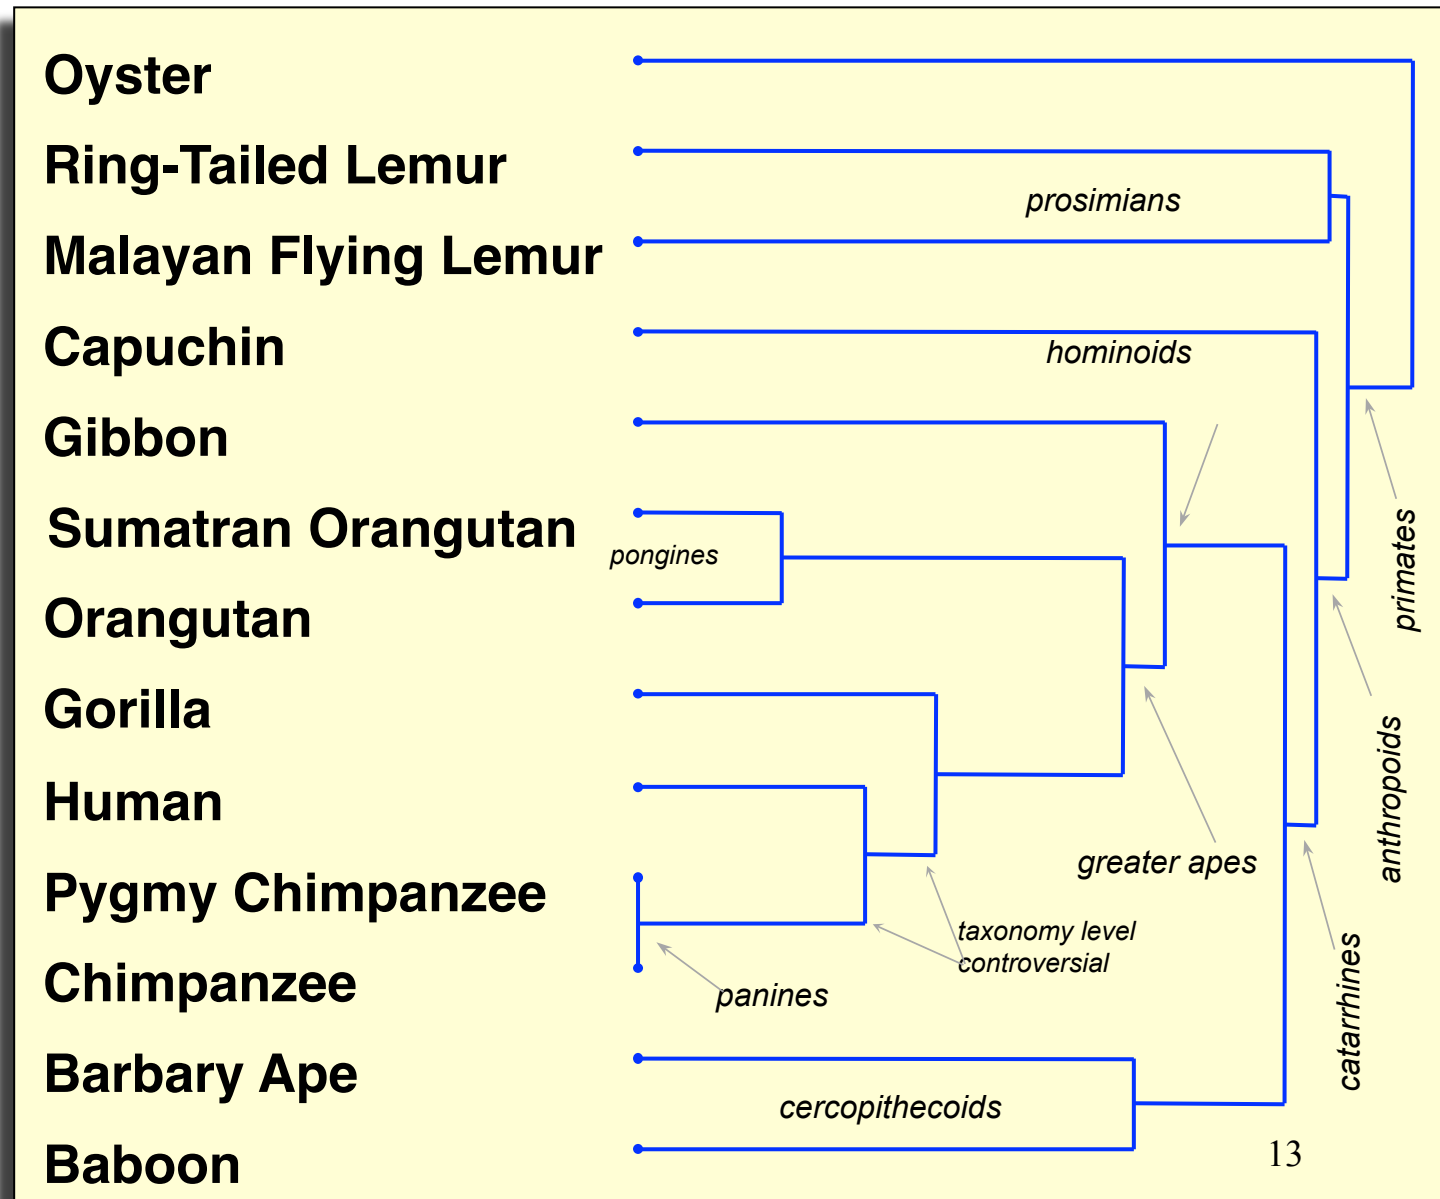 Oyster
Ring-Tailed Lemur
prosimians
Malayan Flying Lemur
Capuchin
hominoids
Gibbon
Sumatran Orangutan
pongines
primates
Orangutan
Gorilla
anthropoids
Human
greater apes
Pygmy Chimpanzee
taxonomy level
controversial
Chimpanzee
panines
catarrhines
Barbary Ape
cercopithecoids
Baboon
13